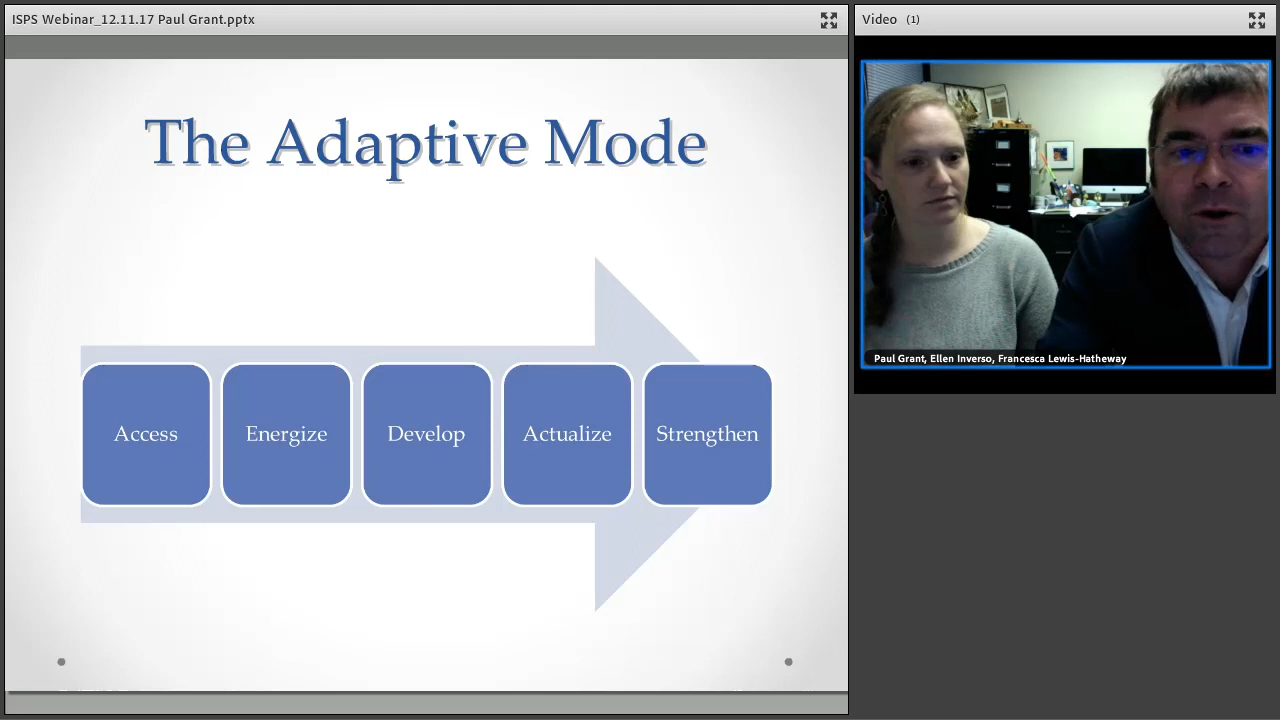 ISPS Webinar_12.11.17 Paul Grant.pptx
Video (1)
The Adaptive Mode
Access
Energize
Develop
Actualize
Strengthen
Paul Grant, Ellen Inverso, Francesca Lewis-Hatheway